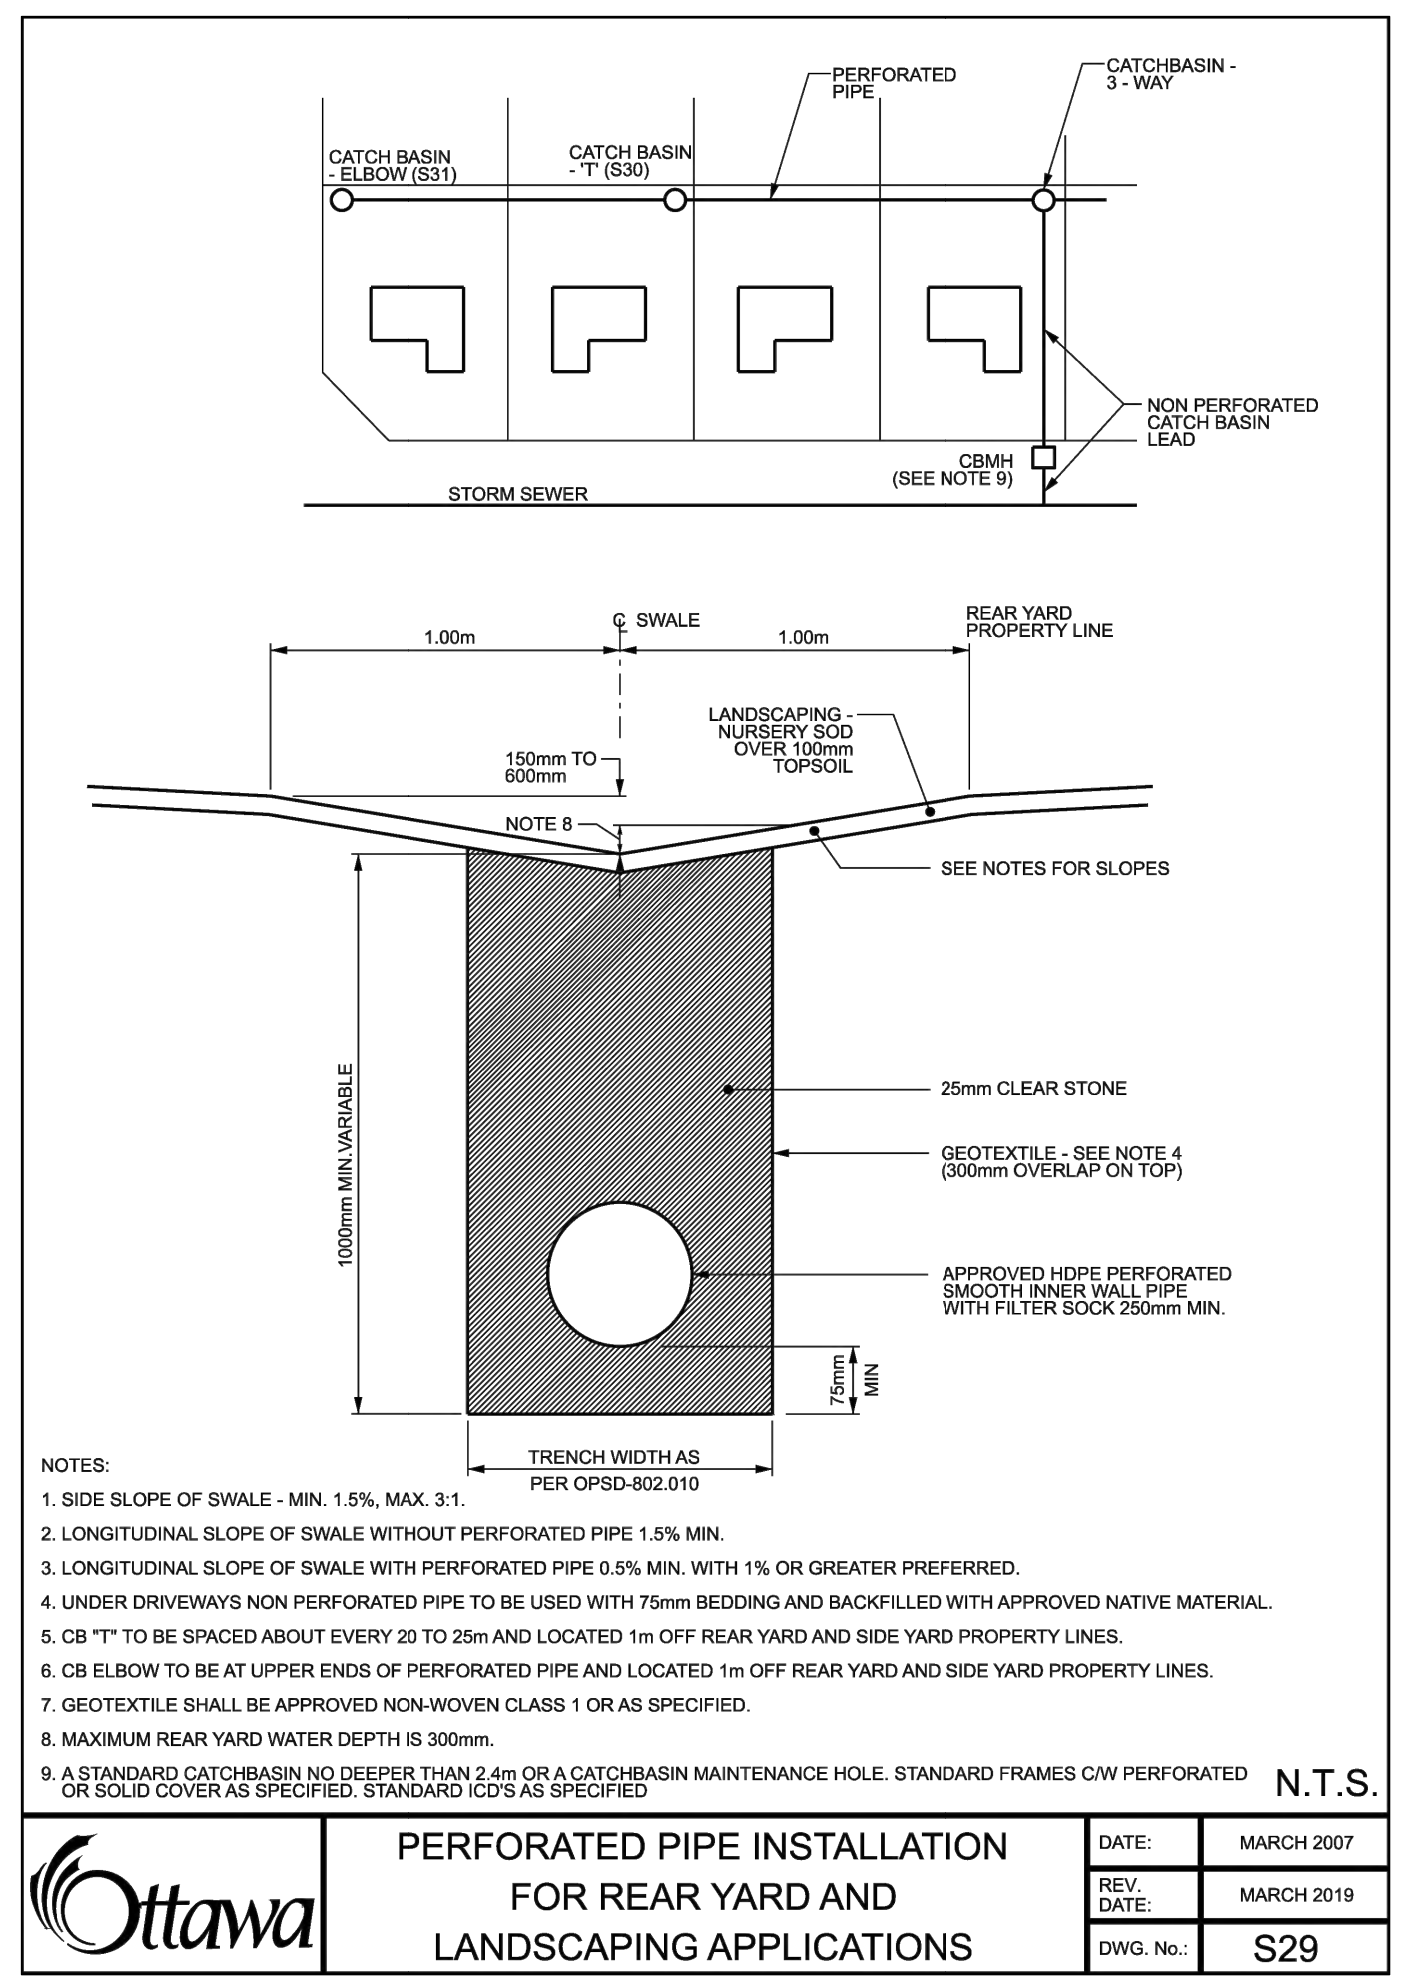 PERFORATED
PIPE
CATCHBASIN -
3 - WAY
CATCH BASIN
- ELBOW (S31)
CATCH BASIN
- 'T' (S30)
NON PERFORATED
CATCH BASIN
LEAD
CBMH
(SEE NOTE 9)
STORM SEWER
℄ SWALE
REAR YARD
PROPERTY LINE
1.00m
1.00m
LANDSCAPING -
NURSERY SOD
OVER 100mm
TOPSOIL
150mm TO
600mm
NOTE 8
SEE NOTES FOR SLOPES
1000mm MIN.VARIABLE
25mm CLEAR STONE
GEOTEXTILE - SEE NOTE 4
(300mm OVERLAP ON TOP)
APPROVED HDPE PERFORATED
SMOOTH INNER WALL PIPE
WITH FILTER SOCK 250mm MIN.
75mm
MIN
TRENCH WIDTH AS
PER OPSD-802.010
NOTES:
1. SIDE SLOPE OF SWALE - MIN. 1.5%, MAX. 3:1.
2. LONGITUDINAL SLOPE OF SWALE WITHOUT PERFORATED PIPE 1.5% MIN.
3. LONGITUDINAL SLOPE OF SWALE WITH PERFORATED PIPE 0.5% MIN. WITH 1% OR GREATER PREFERRED.
4. UNDER DRIVEWAYS NON PERFORATED PIPE TO BE USED WITH 75mm BEDDING AND BACKFILLED WITH APPROVED NATIVE MATERIAL.
5. CB "T" TO BE SPACED ABOUT EVERY 20 TO 25m AND LOCATED 1m OFF REAR YARD AND SIDE YARD PROPERTY LINES.
6. CB ELBOW TO BE AT UPPER ENDS OF PERFORATED PIPE AND LOCATED 1m OFF REAR YARD AND SIDE YARD PROPERTY LINES.
7. GEOTEXTILE SHALL BE APPROVED NON-WOVEN CLASS 1 OR AS SPECIFIED.
8. MAXIMUM REAR YARD WATER DEPTH IS 300mm.
9. A STANDARD CATCHBASIN NO DEEPER THAN 2.4m OR A CATCHBASIN MAINTENANCE HOLE. STANDARD FRAMES C/W PERFORATED
OR SOLID COVER AS SPECIFIED. STANDARD ICD'S AS SPECIFIED
N.T.S.
Ottawa
PERFORATED PIPE INSTALLATION
FOR REAR YARD AND
LANDSCAPING APPLICATIONS
DATE: MARCH 2007
REV.
DATE: MARCH 2019
DWG. No.: S29